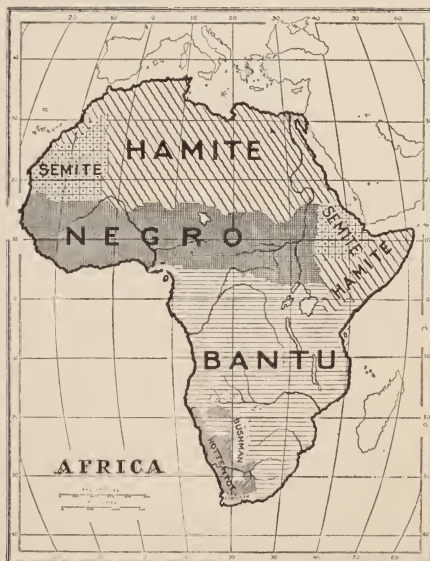 HAMITE
SEMITE
NEGRO
SEMITE
HAMITE
BANTU
BUSHMAN
HOTTENTOT
AFRICA